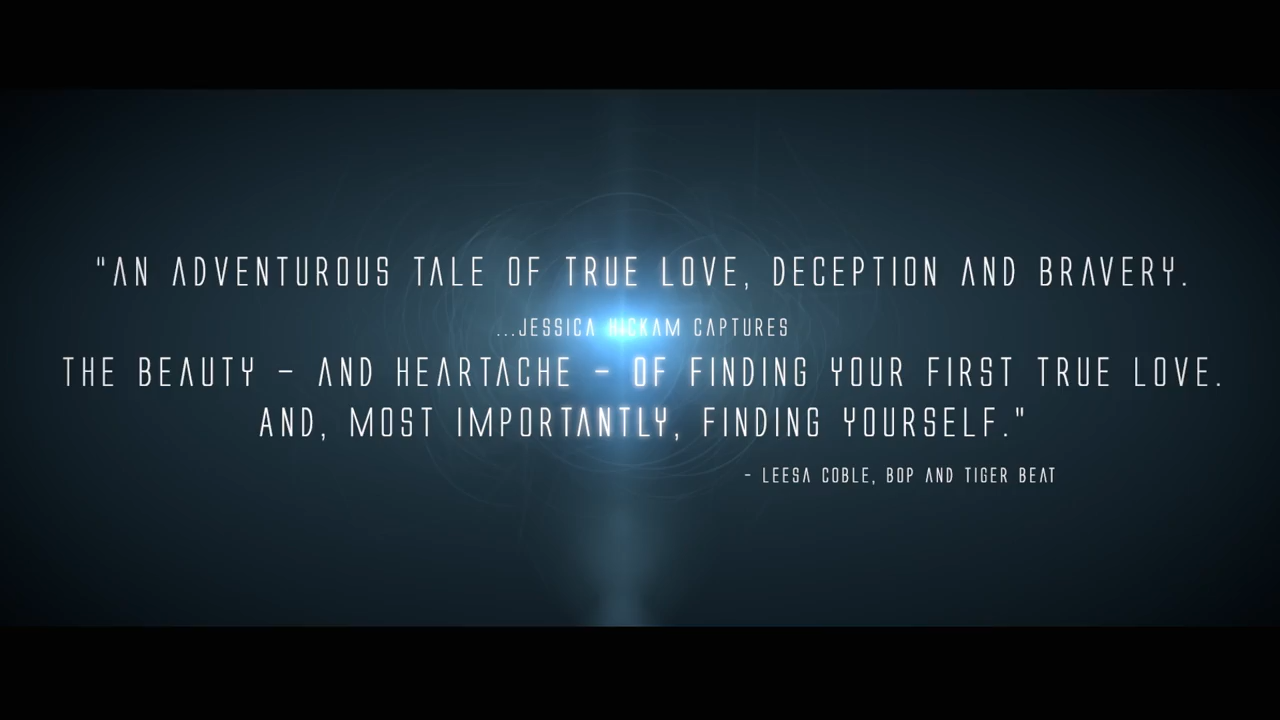 "AN ADVENTUROUS TALE OF TRUE LOVE, DECEPTION AND BRAVERY.
...JESSICA HICKAM CAPTURES
THE BEAUTY – AND HEARTACHE – OF FINDING YOUR FIRST TRUE LOVE.
AND, MOST IMPORTANTLY, FINDING YOURSELF."
- LEESA COBLE, BOP AND TIGER BEAT